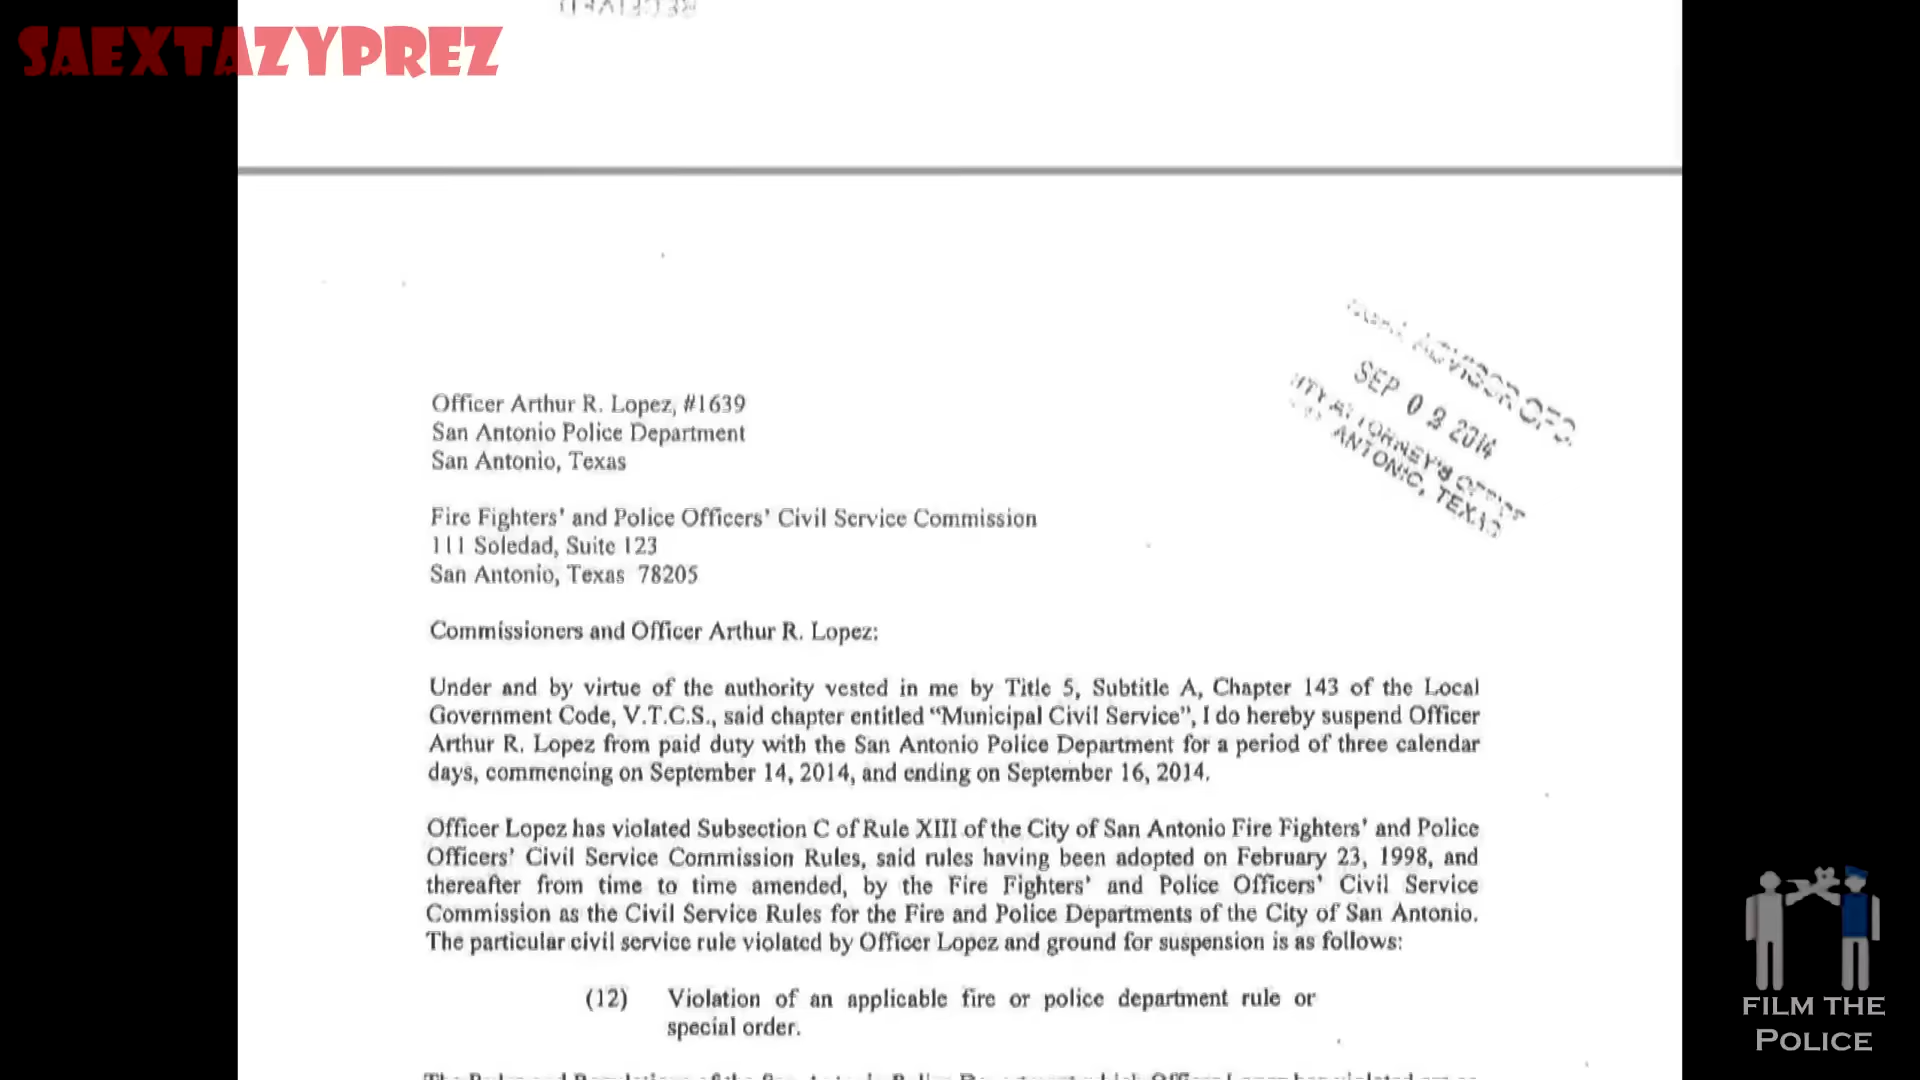 SAEXTAZYPREZ
Officer Arthur R. Lopez, #1639
San Antonio Police Department
San Antonio, Texas
ADVISOR
SEP 0 2014
ATTORNEY'S
ANTONIO, TEXAS
Fire Fighters' and Police Officers' Civil Service Commission
111 Soledad, Suite 123
San Antonio, Texas 78205
Commissioners and Officer Arthur R. Lopez:
Under and by virtue of the authority vested in me by Title 5, Subtitle A, Chapter 143 of the Local
Government Code, V.T.C.S., said chapter entitled “Municipal Civil Service”, I do hereby suspend Officer
Arthur R. Lopez from paid duty with the San Antonio Police Department for a period of three calendar
days, commencing on September 14, 2014, and ending on September 16, 2014.
Officer Lopez has violated Subsection C of Rule XIII of the City of San Antonio Fire Fighters' and Police
Officers' Civil Service Commission Rules, said rules having been adopted on February 23, 1998, and
thereafter from time to time amended, by the Fire Fighters' and Police Officers' Civil Service
Commission as the Civil Service Rules for the Fire and Police Departments of the City of San Antonio.
The particular civil service rule violated by Officer Lopez and ground for suspension is as follows:
(12) Violation of an applicable fire or police department rule or
special order.
FILM THE
POLICE